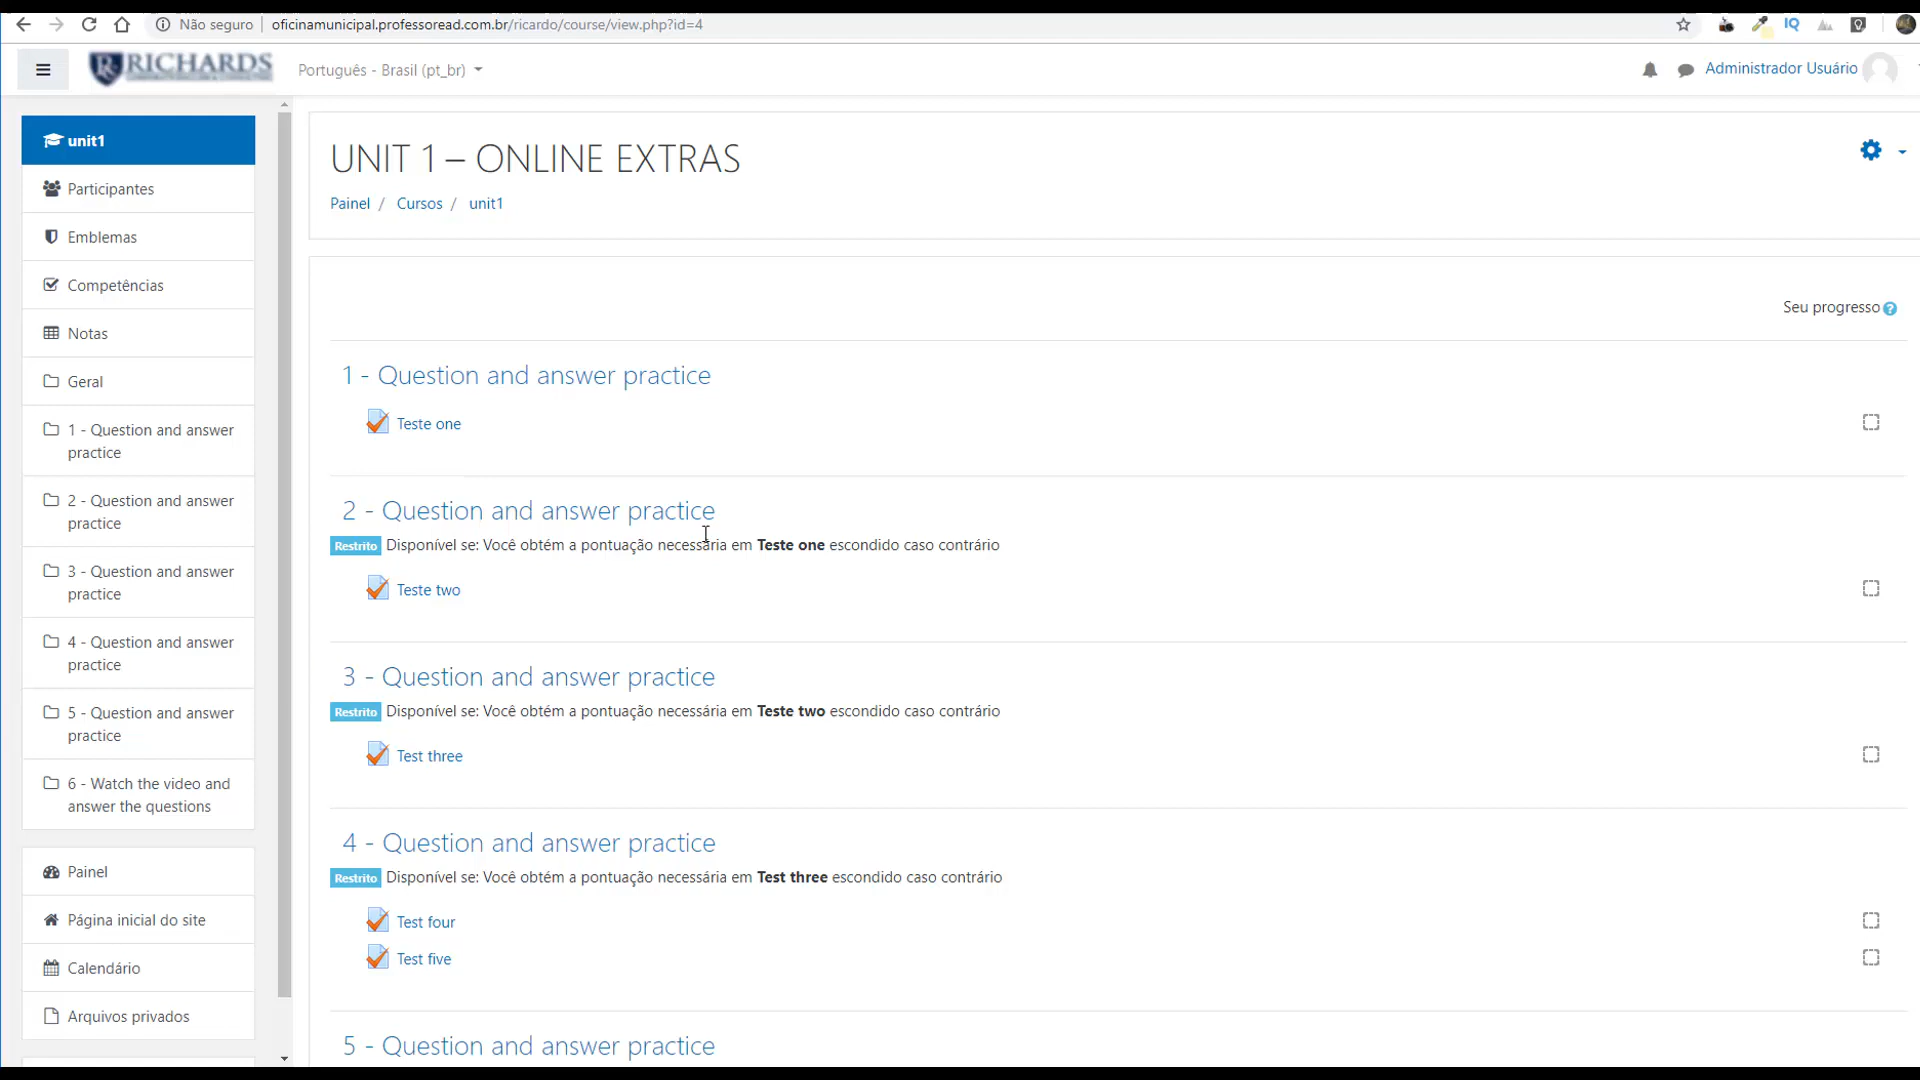 Não seguro oficinamunicipal.professoread.com.br/ricardo/course/view.php?id=4
RICHARDS Português - Brasil (pt_br) Administrador Usuário
unit1
Participantes
Emblemas
Competências
Notas
Geral
1 - Question and answer
practice
2 - Question and answer
practice
3 - Question and answer
practice
4 - Question and answer
practice
5 - Question and answer
practice
6 - Watch the video and
answer the questions
Painel
Página inicial do site
Calendário
Arquivos privados
UNIT 1 – ONLINE EXTRAS
Painel / Cursos / unit1
Seu progresso
1 - Question and answer practice
Teste one
2 - Question and answer practice
Restrito Disponível se: Você obtém a pontuação necessária em Teste one escondido caso contrário
Teste two
3 - Question and answer practice
Restrito Disponível se: Você obtém a pontuação necessária em Teste two escondido caso contrário
Test three
4 - Question and answer practice
Restrito Disponível se: Você obtém a pontuação necessária em Test three escondido caso contrário
Test four
Test five
5 - Question and answer practice